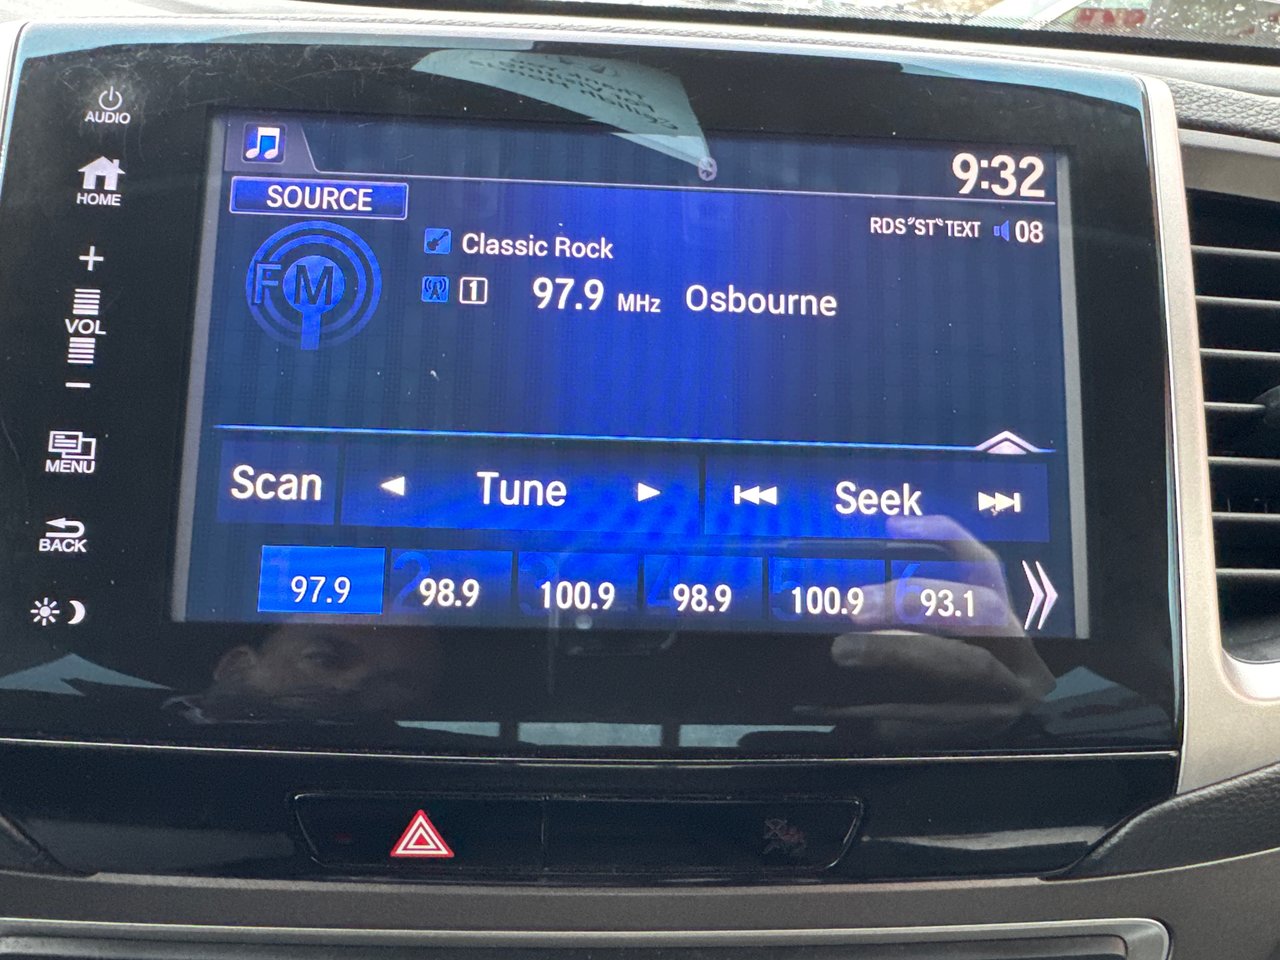 AUDIO
HOME
+
VOL
−
MENU
BACK
9:32
SOURCE
RDS "ST" TEXT 08
FM
Classic Rock
1 97.9 MHz Osbourne
Scan Tune Seek
97.9 98.9 100.9 98.9 100.9 93.1